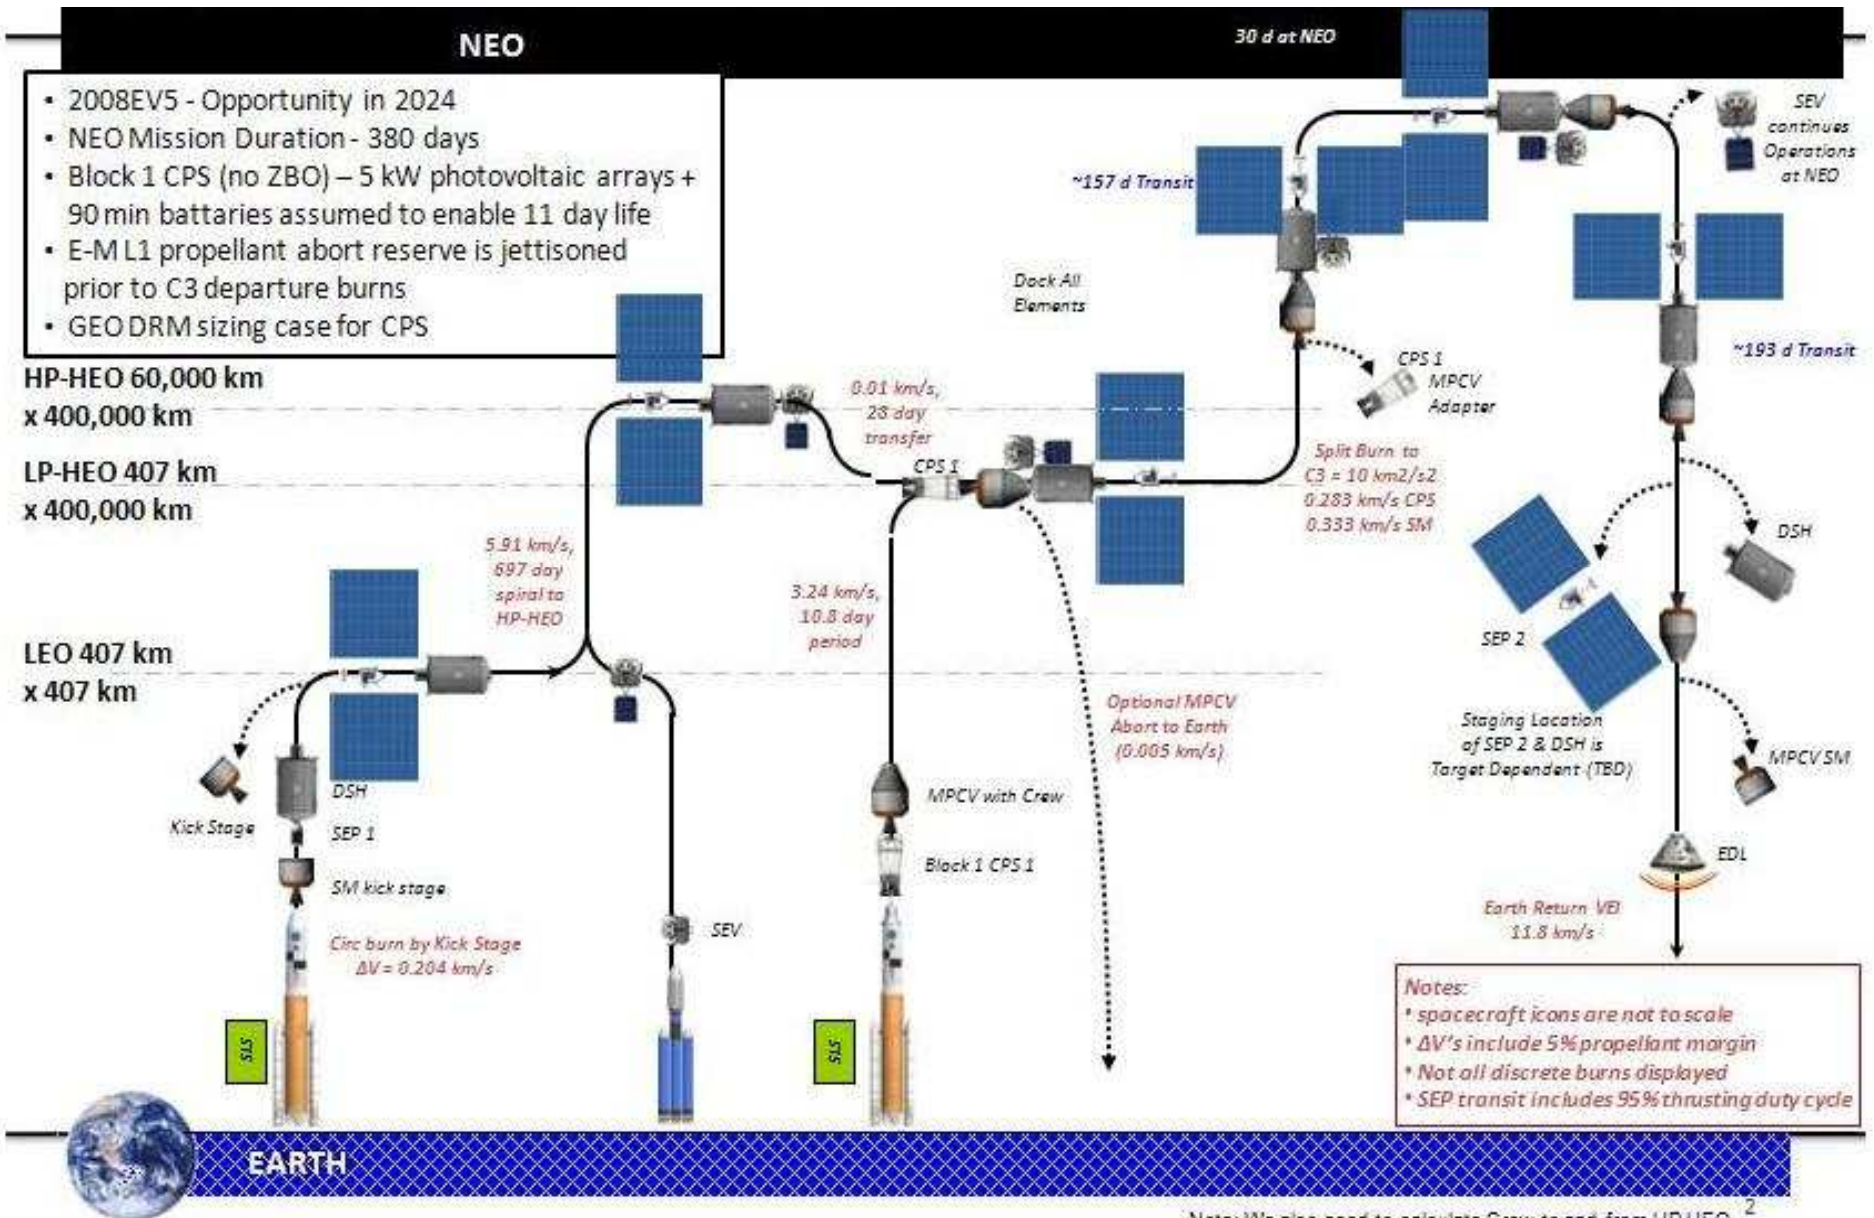 NEO
30 d at NEO
• 2008EV5 - Opportunity in 2024
• NEO Mission Duration - 380 days
• Block 1 CPS (no ZBO) – 5 kW photovoltaic arrays +
90 min battaries assumed to enable 11 day life
• E-M L1 propellant abort reserve is jettisoned
prior to C3 departure burns
• GEO DRM sizing case for CPS
SEV
continues
Operations
at NEO
~157 d Transit
Dock All
Elements
~193 d Transit
HP-HEO 60,000 km
x 400,000 km
0.01 km/s,
28 day
transfer
CPS 1
MPCV
Adapter
LP-HEO 407 km
x 400,000 km
CPS 1
Split Burn to
C3 = 10 km2/s2
0.283 km/s CPS
0.333 km/s SM
5.91 km/s,
697 day
spiral to
HP-HEO
3.24 km/s,
10.8 day
period
DSH
SEP 2
LEO 407 km
x 407 km
Optional MPCV
Abort to Earth
(0.005 km/s)
Staging Location
of SEP 2 & DSH is
Target Dependent (TBD)
MPCV SM
DSH
Kick Stage
SEP 1
SM kick stage
MPCV with Crew
Block 1 CPS 1
EDL
Circ burn by Kick Stage
ΔV = 0.204 km/s
SEV
Earth Return VEI
11.8 km/s
STS
STS
Notes:
* spacecraft icons are not to scale
* ΔV's include 5% propellant margin
* Not all discrete burns displayed
* SEP transit includes 95% thrusting duty cycle
EARTH
2